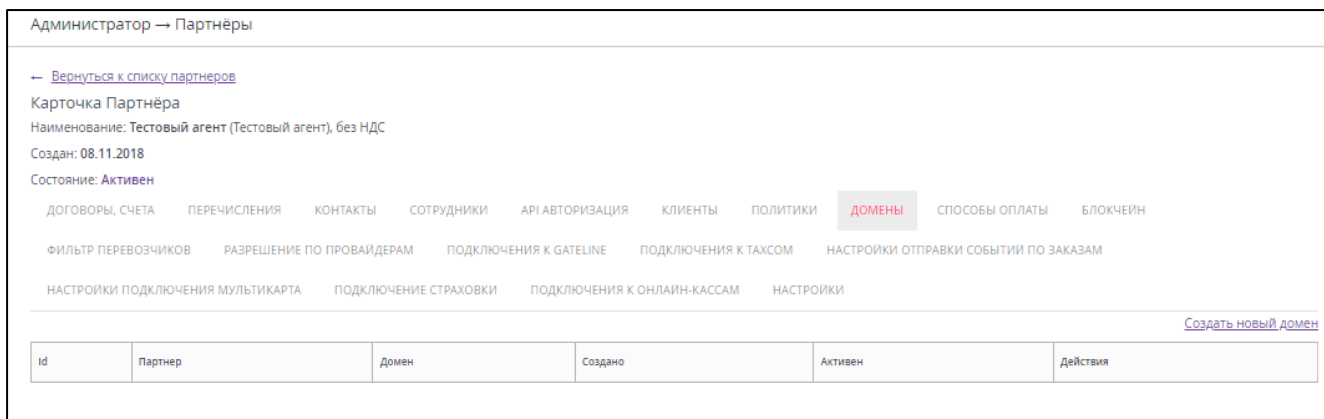 Администратор → Партнёры
← Вернуться к списку партнеров
Карточка Партнёра
Наименование: Тестовый агент (Тестовый агент), без НДС
Создан: 08.11.2018
Состояние: Активен
ДОГОВОРЫ, СЧЕТА ПЕРЕЧИСЛЕНИЯ КОНТАКТЫ СОТРУДНИКИ API АВТОРИЗАЦИЯ КЛИЕНТЫ ПОЛИТИКИ ДОМЕНЫ СПОСОБЫ ОПЛАТЫ БЛОКЧЕЙН
ФИЛЬТР ПЕРЕВОЗЧИКОВ РАЗРЕШЕНИЕ ПО ПРОВАЙДЕРАМ ПОДКЛЮЧЕНИЯ К GATELINE ПОДКЛЮЧЕНИЯ К TAXCOM НАСТРОЙКИ ОТПРАВКИ СОБЫТИЙ ПО ЗАКАЗАМ
НАСТРОЙКИ ПОДКЛЮЧЕНИЯ МУЛЬТИКАРТА ПОДКЛЮЧЕНИЕ СТРАХОВКИ ПОДКЛЮЧЕНИЯ К ОНЛАЙН-КАССАМ НАСТРОЙКИ
Создать новый домен
Id Партнер Домен Создано Активен Действия